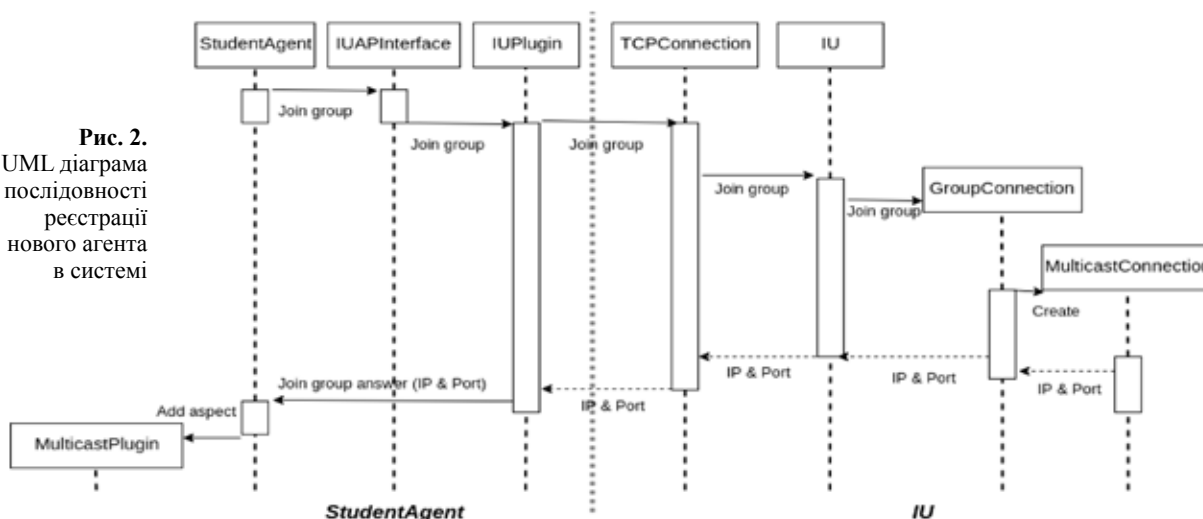 StudentAgent
IUAPInterface
IUPlugin
TCPConnection
IU
Join group
Join group
Join group
Рис. 2.
UML діаграма
послідовності
реєстрації
нового агента
в системі
Join group
GroupConnection
Join group
MulticastConnection
Create
IP & Port
IP & Port
IP & Port
Join group answer (IP & Port)
IP & Port
Add aspect
MulticastPlugin
StudentAgent
IU